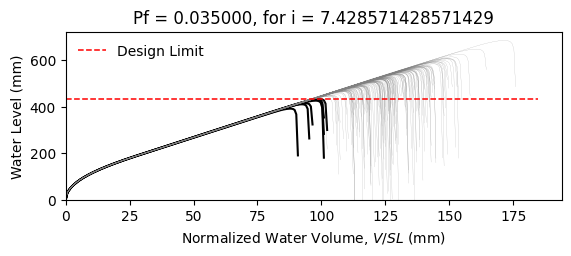 Pf = 0.035000, for i = 7.428571428571429
Design Limit
Water Level (mm)
600
400
200
0
0 25 50 75 100 125 150 175
Normalized Water Volume, V/SL (mm)